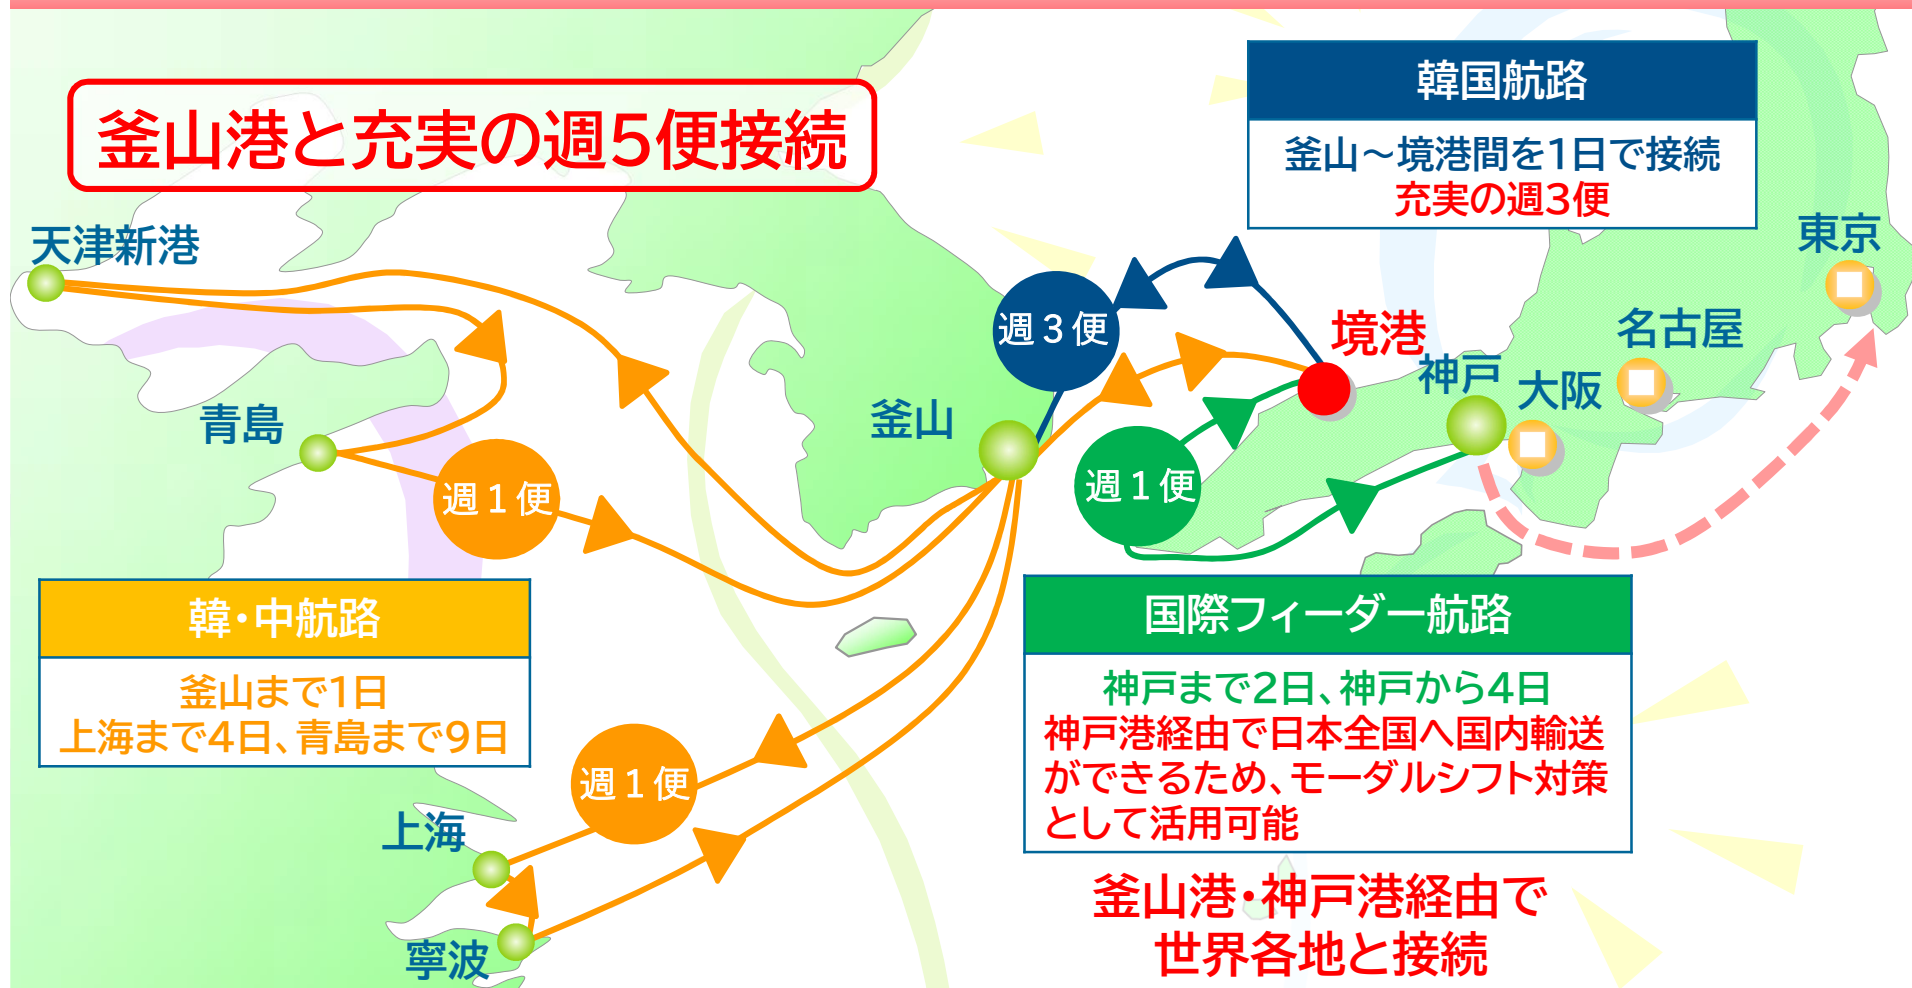 釜山港と充実の週5便接続
韓国航路
釜山～境港間を1日で接続
充実の週3便
天津新港
東京
週3便
境港
名古屋
神戸
大阪
青島
釜山
週1便
週1便
韓・中航路
釜山まで1日
上海まで4日、青島まで9日
国際フィーダー航路
神戸まで2日、神戸から4日
神戸港経由で日本全国へ国内輸送
ができるため、モーダルシフト対策
として活用可能
週1便
上海
寧波
釜山港・神戸港経由で
世界各地と接続